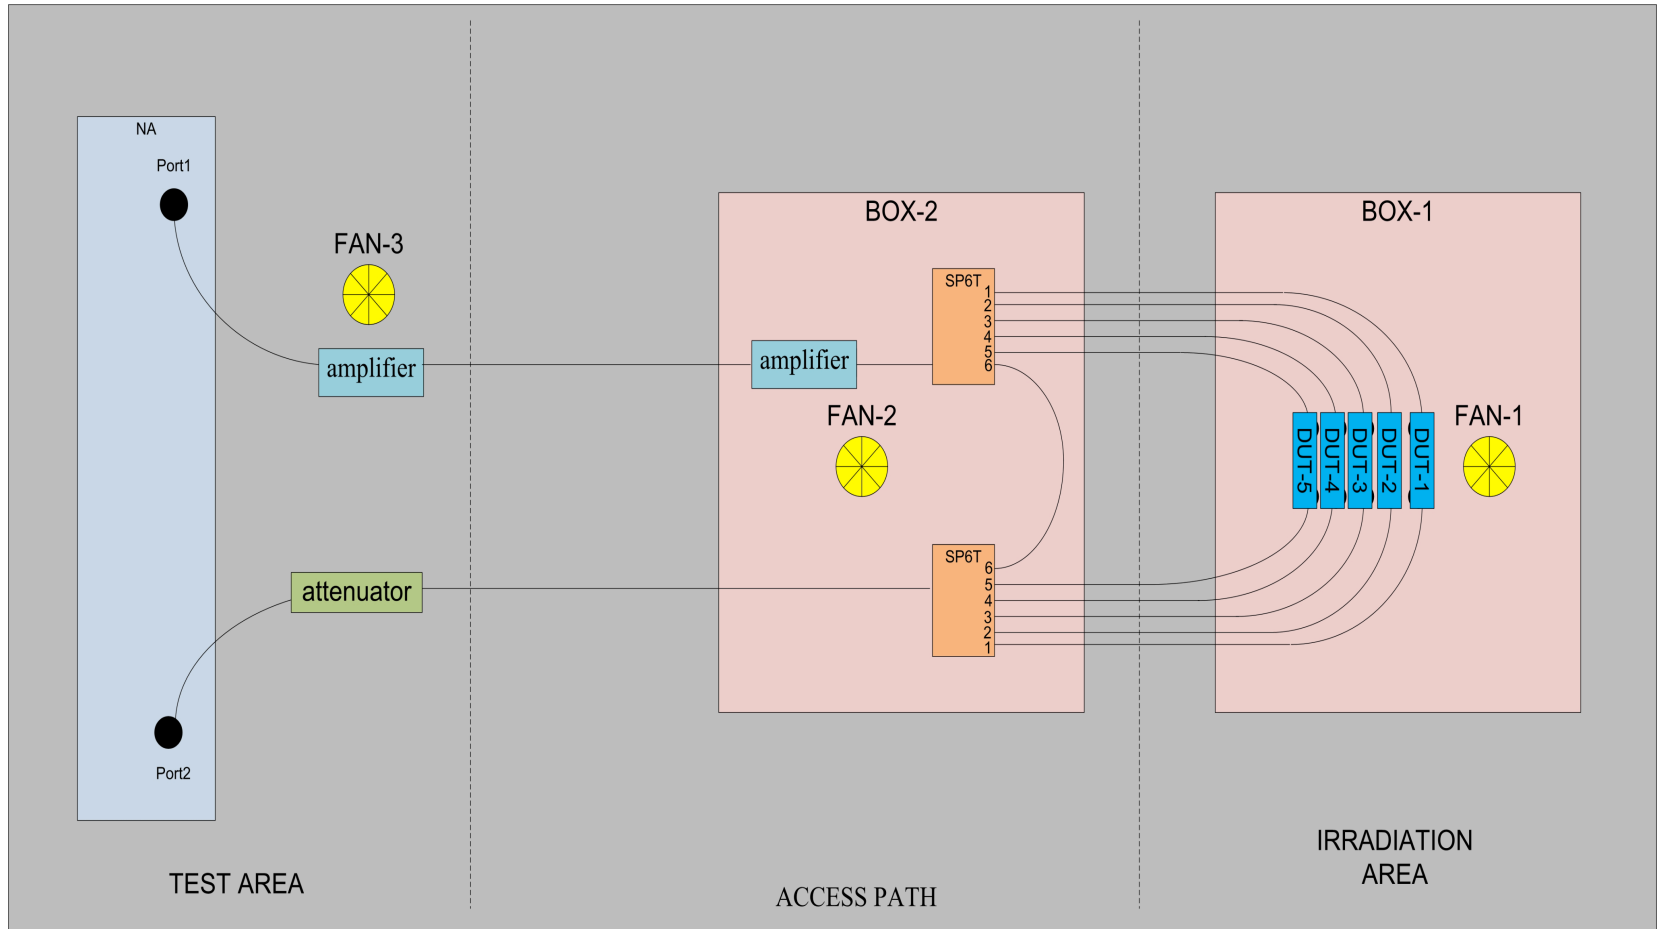 NA
Port1
FAN-3
amplifier
attenuator
Port2
TEST AREA
BOX-2
SP6T
1
2
3
4
5
6
amplifier
FAN-2
SP6T
6
5
4
3
2
1
ACCESS PATH
BOX-1
DUT-5
DUT-4
DUT-3
DUT-2
DUT-1
FAN-1
IRRADIATION
AREA